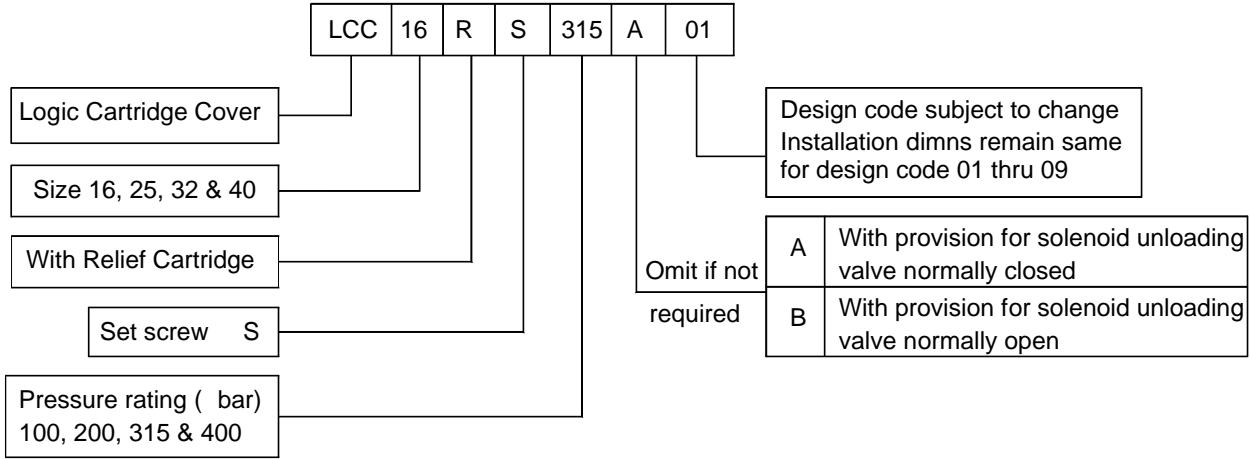 LCC 16 R S 315 A 01
Logic Cartridge Cover
Size 16, 25, 32 & 40
With Relief Cartridge
Set screw S
Pressure rating ( bar)
100, 200, 315 & 400
Design code subject to change
Installation dimns remain same
for design code 01 thru 09
Omit if not
required
A With provision for solenoid unloading
valve normally closed
B With provision for solenoid unloading
valve normally open